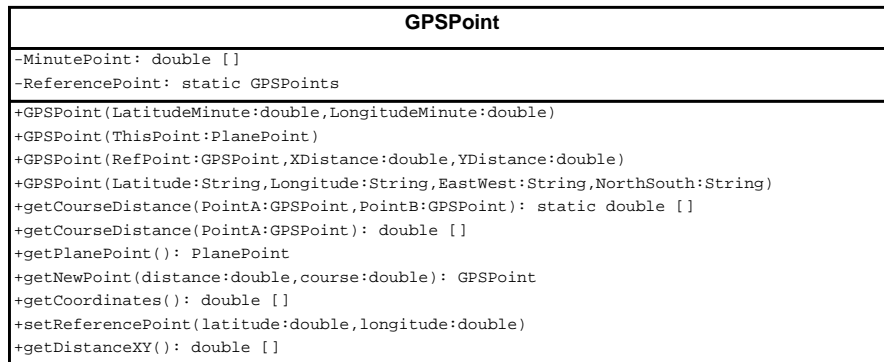 GPSPoint
-MinutePoint: double []
-ReferencePoint: static GPSPoints
+GPSPoint(LatitudeMinute:double,LongitudeMinute:double)
+GPSPoint(ThisPoint:PlanePoint)
+GPSPoint(RefPoint:GPSPoint,XDistance:double,YDistance:double)
+GPSPoint(Latitude:String,Longitude:String,EastWest:String,NorthSouth:String)
+getCourseDistance(PointA:GPSPoint,PointB:GPSPoint): static double []
+getCourseDistance(PointA:GPSPoint): double []
+getPlanePoint(): PlanePoint
+getNewPoint(distance:double,course:double): GPSPoint
+getCoordinates(): double []
+setReferencePoint(latitude:double,longitude:double)
+getDistanceXY(): double []